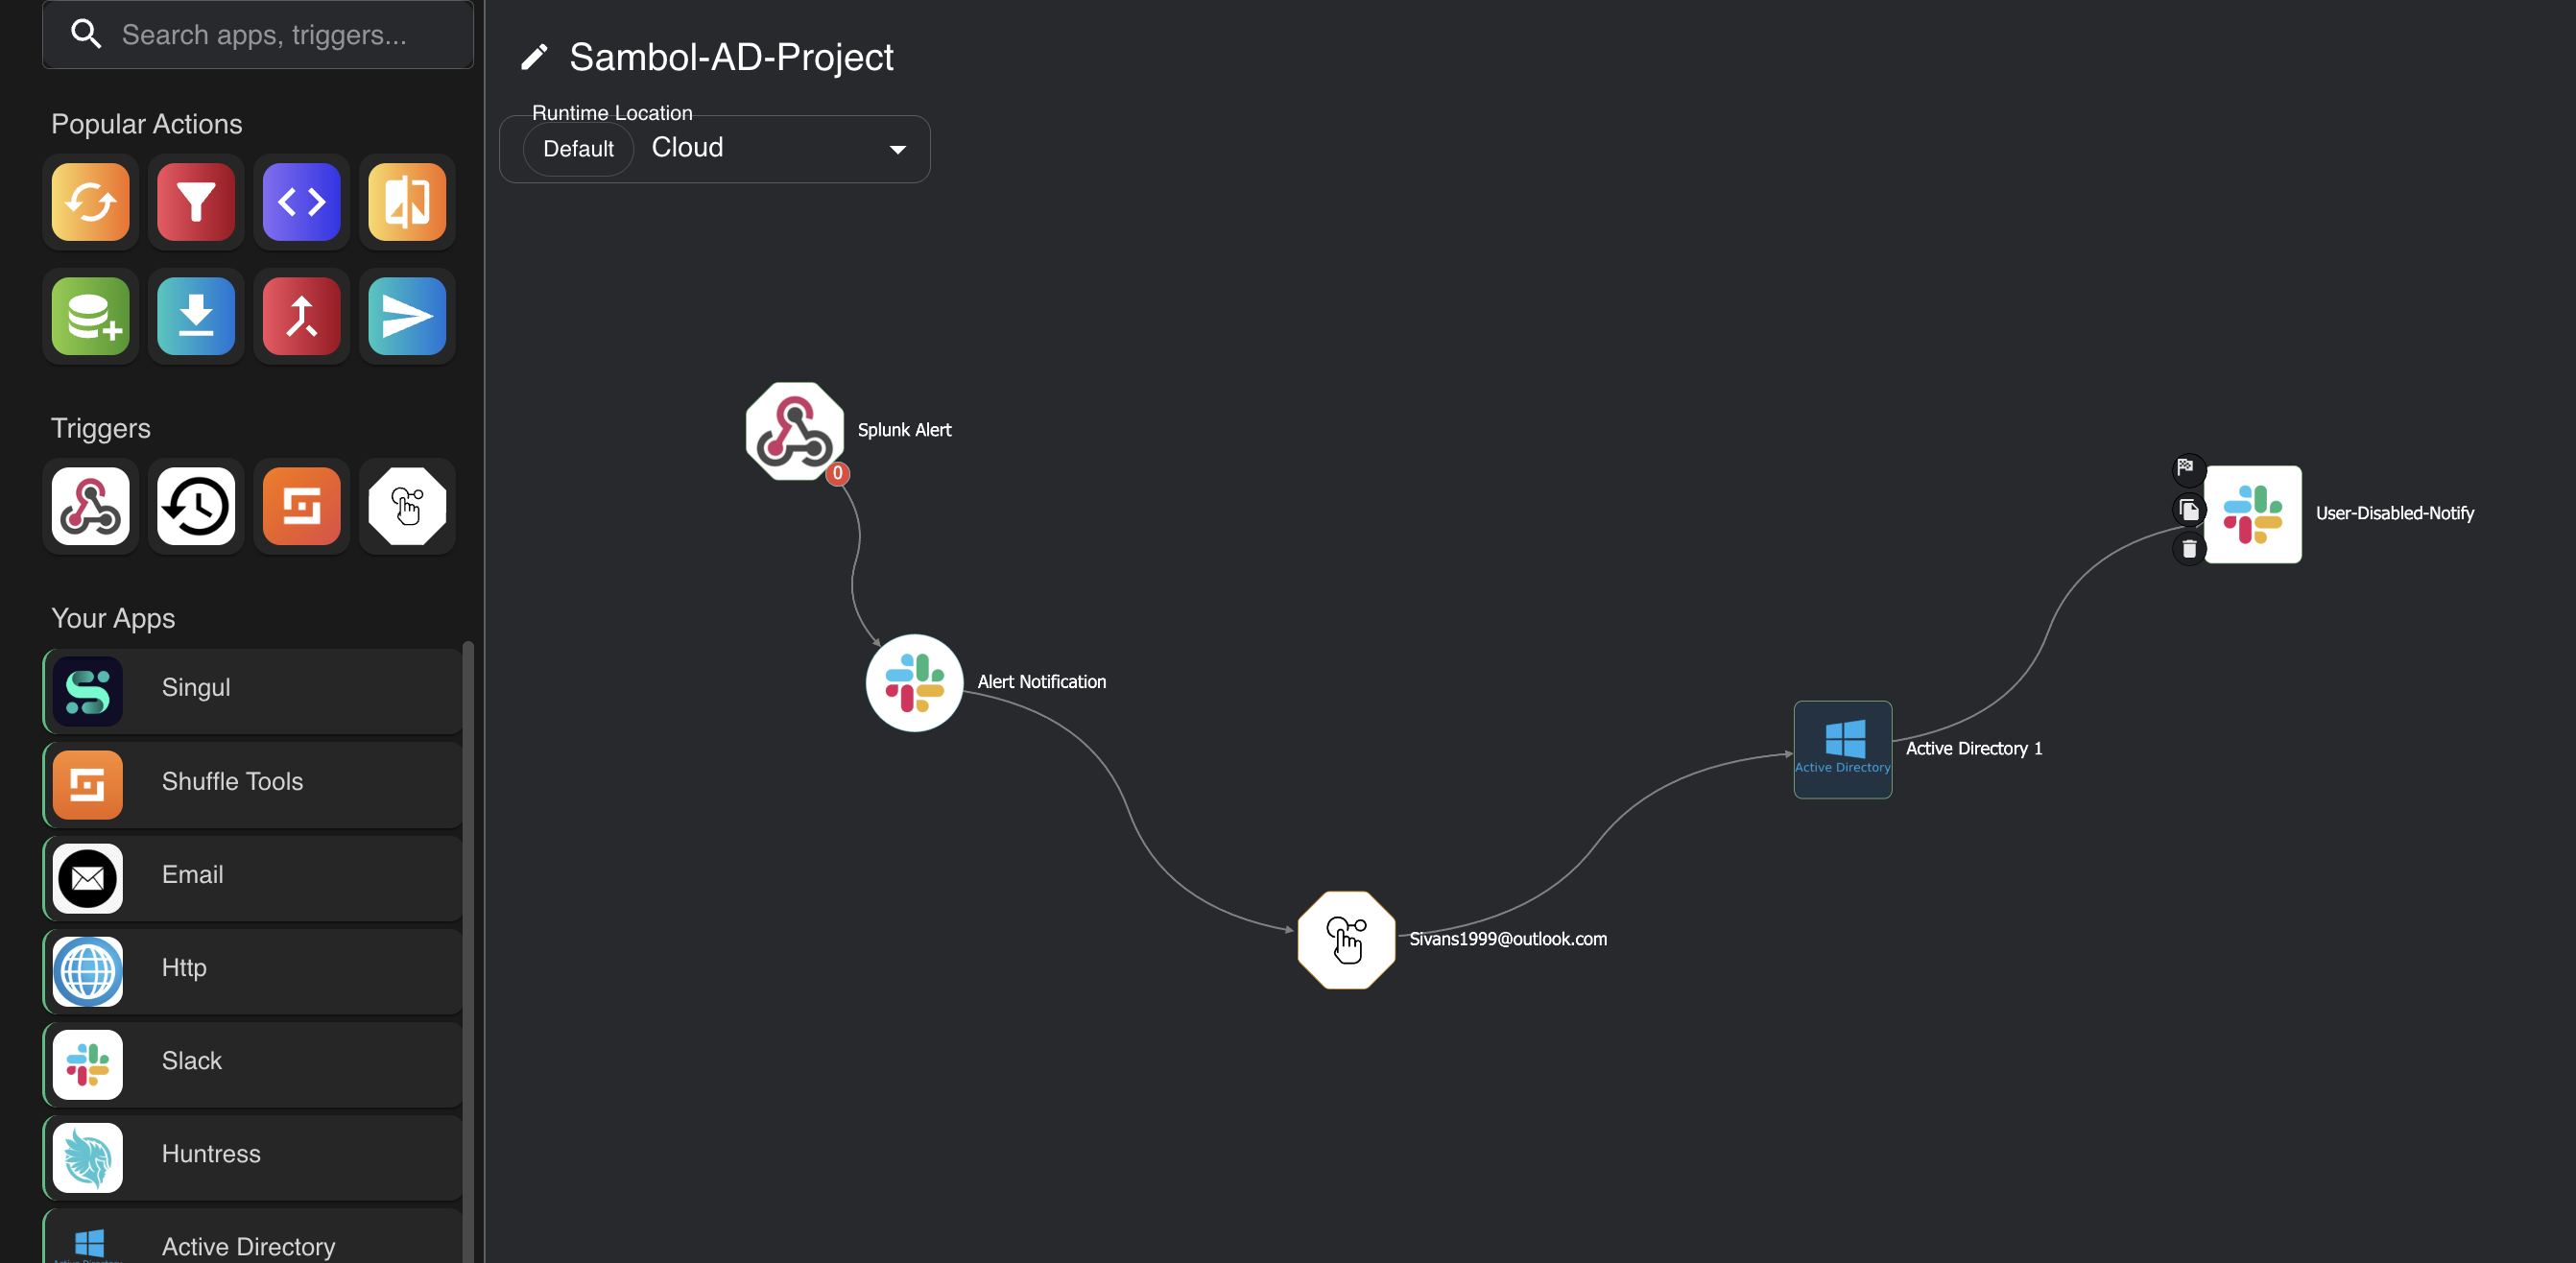 Search apps, triggers...
Popular Actions
Triggers
Your Apps
Singul
Shuffle Tools
Email
Http
Slack
Huntress
Active Directory
Sambol-AD-Project
Runtime Location
Default Cloud
Splunk Alert
0
Alert Notification
Sivans1999@outlook.com
Active Directory
Active Directory 1
User-Disabled-Notify